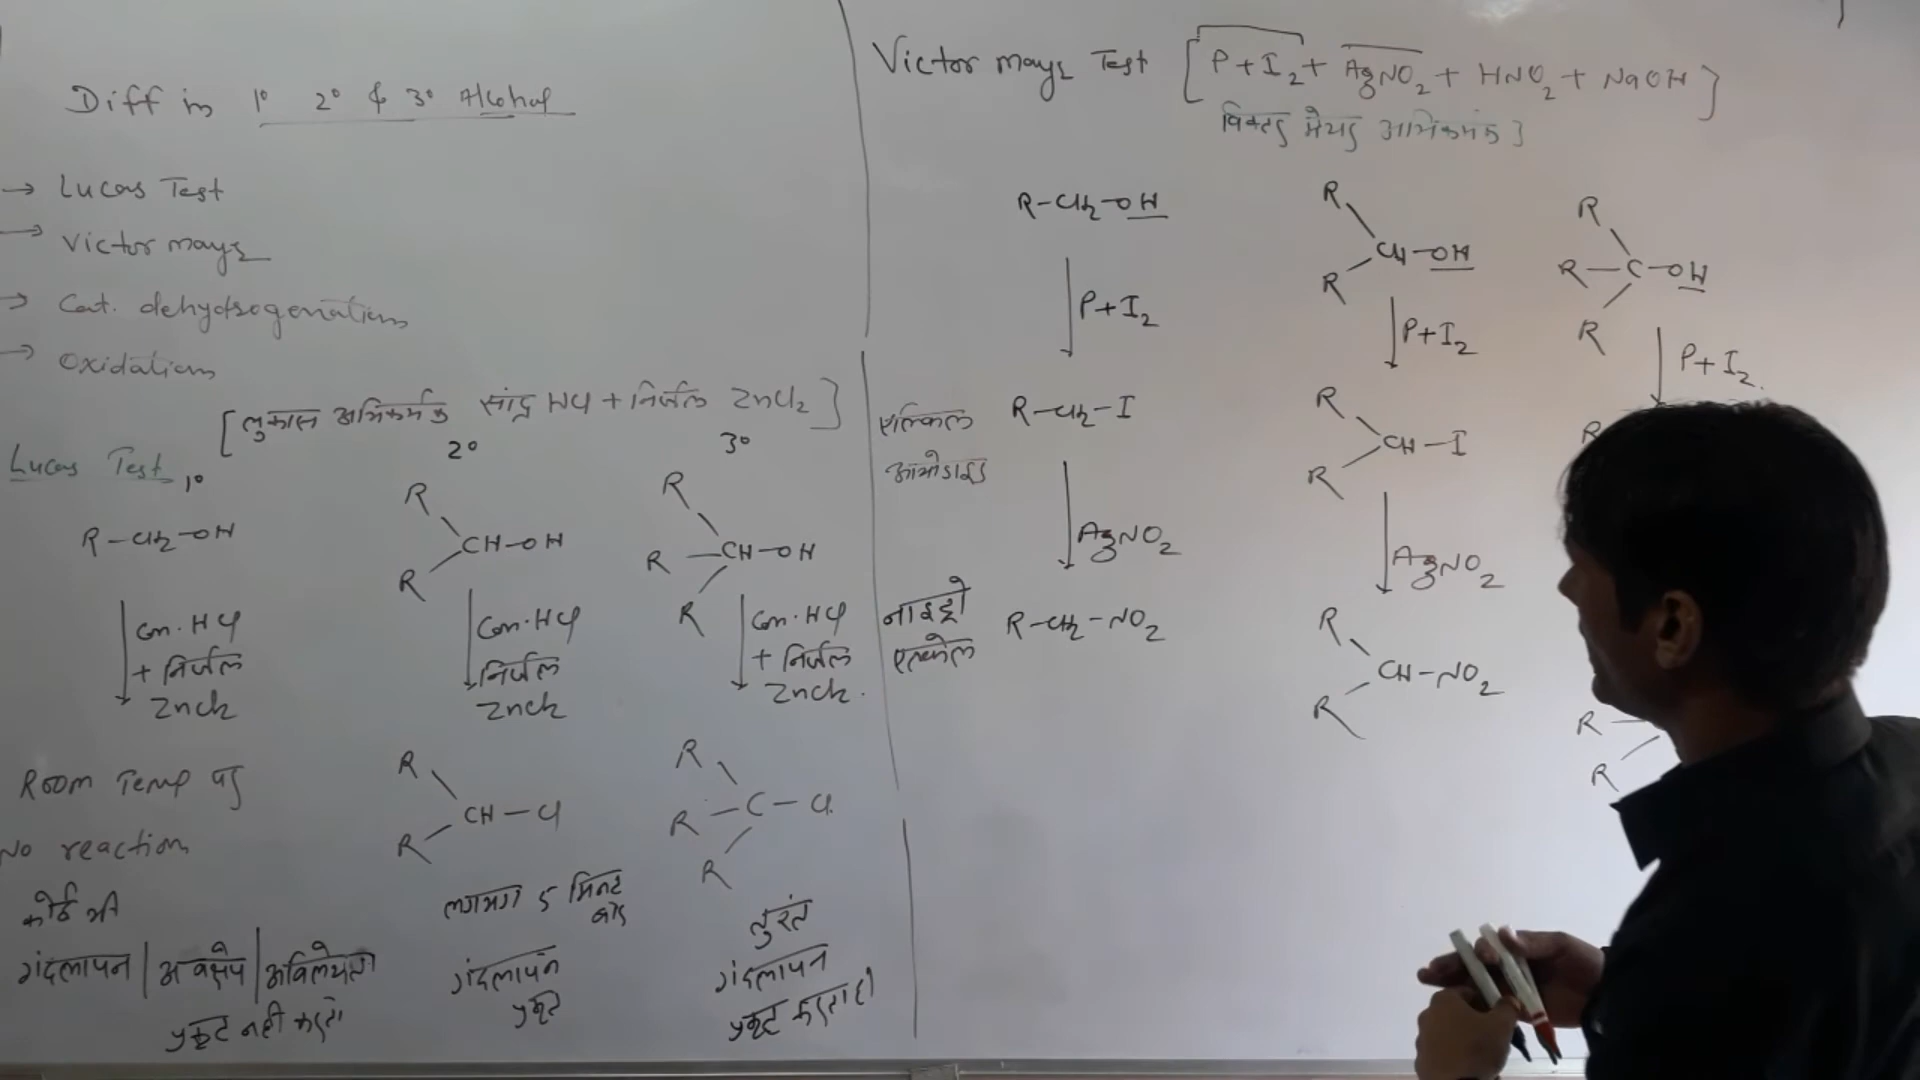 Diff in 1° 2° & 3° Alcohol
→ Lucas Test
→ Victor mayer
→ Cat. dehydrogenation
→ Oxidation
[लुकास अभिकर्मक सांद्र HCl + निर्जल ZnCl2]
Lucas Test
1° 2° 3°
R-CH2-OH
R
R
CH-OH
R
R
R
CH-OH
Con. HCl
+ निर्जल
ZnCl2
Con. HCl
निर्जल
ZnCl2
Con. HCl
+ निर्जल
ZnCl2.
Room Temp पर
No reaction
कोई भी
गंदलापन | अवक्षेप | अविलेयता
प्रकट नहीं करते
R
R
CH-Cl
लगभग 5 मिनट
बाद
गंदलापन
प्रकट
R
R
R
C-Cl
तुरंत
गंदलापन
प्रकट करता है
Victor mayer Test [P+I2+ AgNO2 + HNO2 + NaOH]
विक्टर मेयर अभिकर्मक]
R-CH2-OH
P+I2
एल्किल
आयोडाइड
R-CH2-I
AgNO2
नाइट्रो
एल्केल
R-CH2-NO2
R
R
CH-OH
P+I2
R
R
CH-I
AgNO2
R
R
CH-NO2
R
R
R
C-OH
P+I2.
R
R
R